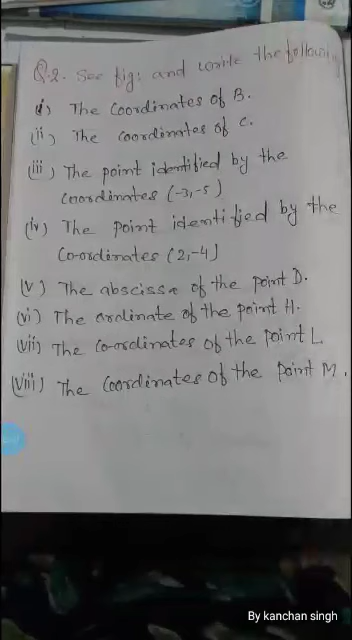 Q.2. See fig: and write the following
(i) The Coordinates of B.
(ii) The coordinates of C.
(iii) The point identified by the
Coordinates (-3,-5)
(iv) The point identified by the
Co-ordinates (2,-4)
(v) The abscissa of the point D.
(vi) The ordinate of the point H.
(vii) The Co-ordinates of the point L
(viii) The Coordinates of the point M.
By kanchan singh